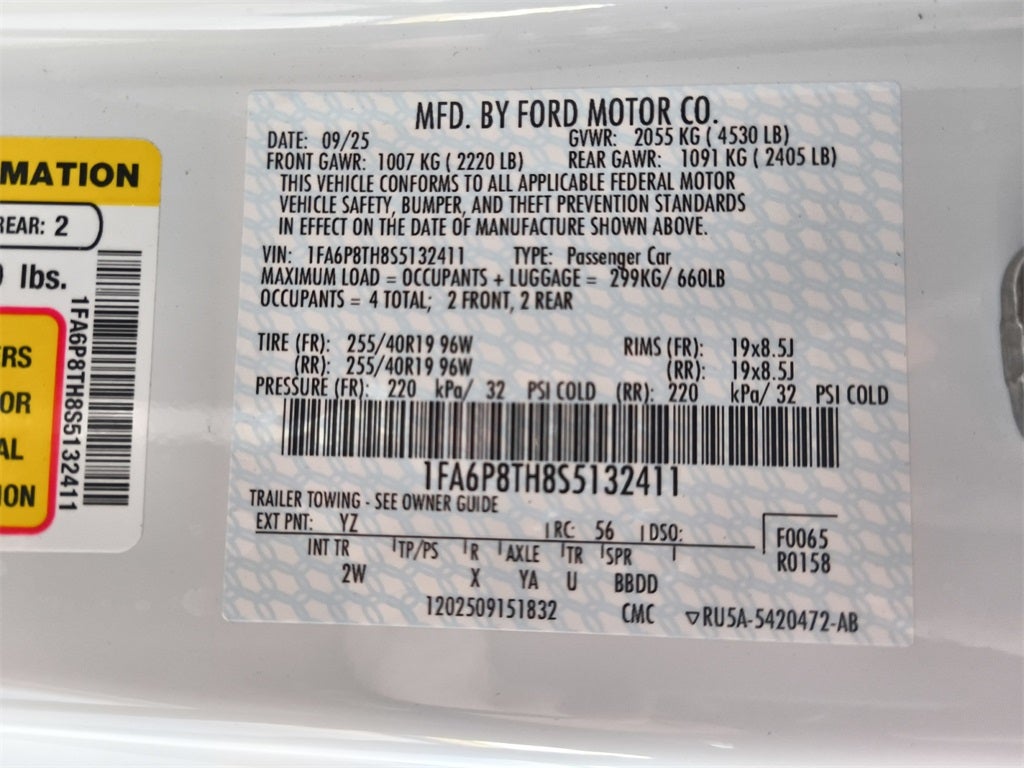 MFD. BY FORD MOTOR CO.
DATE: 09/25 GVWR: 2055 KG ( 4530 LB)
FRONT GAWR: 1007 KG ( 2220 LB) REAR GAWR: 1091 KG ( 2405 LB)
THIS VEHICLE CONFORMS TO ALL APPLICABLE FEDERAL MOTOR
VEHICLE SAFETY, BUMPER, AND THEFT PREVENTION STANDARDS
IN EFFECT ON THE DATE OF MANUFACTURE SHOWN ABOVE.
VIN: 1FA6P8TH8S5132411 TYPE: Passenger Car
MAXIMUM LOAD = OCCUPANTS + LUGGAGE = 299KG/ 660LB
OCCUPANTS = 4 TOTAL; 2 FRONT, 2 REAR
TIRE (FR): 255/40R19 96W RIMS (FR): 19x8.5J
(RR): 255/40R19 96W (RR): 19x8.5J
PRESSURE (FR): 220 kPa/ 32 PSI COLD (RR): 220 kPa/ 32 PSI COLD
1FA6P8TH8S5132411
TRAILER TOWING - SEE OWNER GUIDE
EXT PNT: YZ RC: 56 DSO: F0065
R0158
INT TR TP/PS R AXLE TR SPR
2W X YA U BBDD
1202509151832 CMC RU5A-5420472-AB
MATION
REAR: 2
lbs.
ERS
OR
AL
ION
1FA6P8TH8S5132411